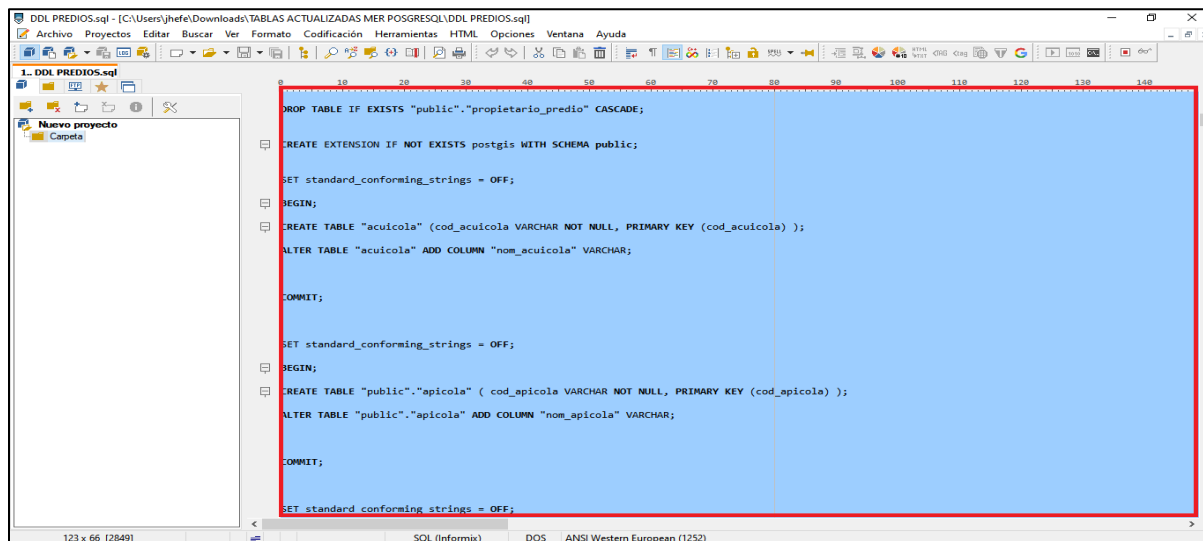 DDL PREDIOS.sql - [C:\Users\jhefe\Downloads\TABLAS ACTUALIZADAS MER POSGRESQL\DDL PREDIOS.sql]
Archivo Proyectos Editar Buscar Ver Formato Codificación Herramientas HTML Opciones Ventana Ayuda
1.. DDL PREDIOS.sql
0 10 20 30 40 50 60 70 80 90 100 110 120 130 140
Nuevo proyecto
Carpeta
DROP TABLE IF EXISTS "public"."propietario_predio" CASCADE;
CREATE EXTENSION IF NOT EXISTS postgis WITH SCHEMA public;
SET standard_conforming_strings = OFF;
BEGIN;
CREATE TABLE "acuicola" (cod_acuicola VARCHAR NOT NULL, PRIMARY KEY (cod_acuicola) );
ALTER TABLE "acuicola" ADD COLUMN "nom_acuicola" VARCHAR;
COMMIT;
SET standard_conforming_strings = OFF;
BEGIN;
CREATE TABLE "public"."apicola" ( cod_apicola VARCHAR NOT NULL, PRIMARY KEY (cod_apicola) );
ALTER TABLE "public"."apicola" ADD COLUMN "nom_apicola" VARCHAR;
COMMIT;
SET standard_conforming_strings = OFF;
123 x 66 [2849] SQL (Informix) DOS ANSI Western European (1252)